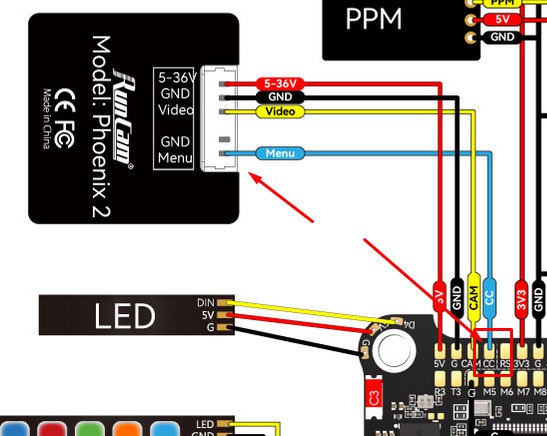 PPM
PPM
5V
GND
RunCam®
Model: Phoenix 2
CE FC
Made in China
5-36V
GND
Video
GND
Menu
5-36V
GND
Video
Menu
5V
GND
CAM
CC
3V3
GND
LED
DIN
5V
G
D4
G
C3
5V G CAM CC RS 3V3 G
R3 T3 G M5 M6 M7 M8
LED
GND